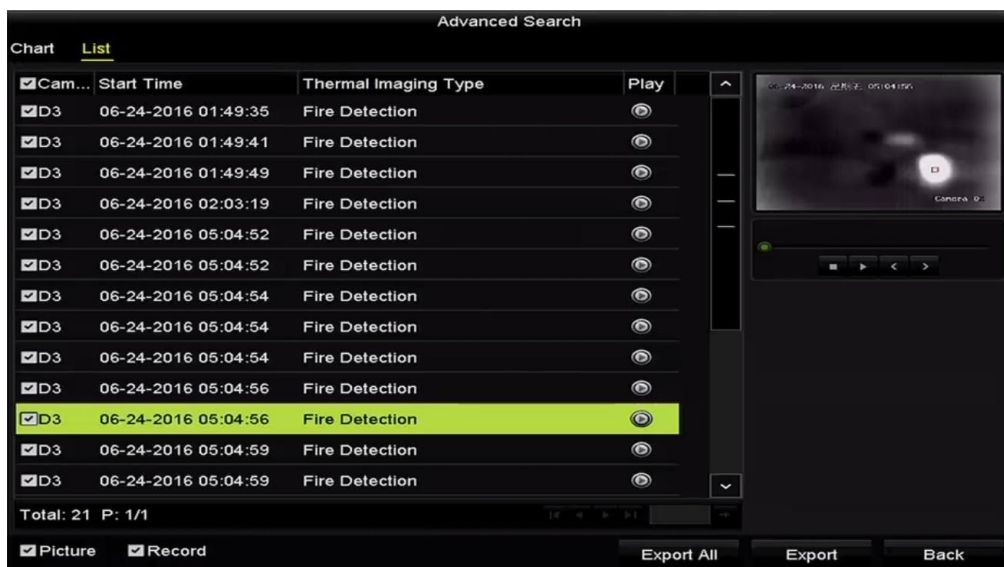 Advanced Search
Chart List
Cam... Start Time Thermal Imaging Type Play
D3 06-24-2016 01:49:35 Fire Detection
D3 06-24-2016 01:49:41 Fire Detection
D3 06-24-2016 01:49:49 Fire Detection
D3 06-24-2016 02:03:19 Fire Detection
D3 06-24-2016 05:04:52 Fire Detection
D3 06-24-2016 05:04:52 Fire Detection
D3 06-24-2016 05:04:54 Fire Detection
D3 06-24-2016 05:04:54 Fire Detection
D3 06-24-2016 05:04:54 Fire Detection
D3 06-24-2016 05:04:56 Fire Detection
D3 06-24-2016 05:04:56 Fire Detection
D3 06-24-2016 05:04:59 Fire Detection
D3 06-24-2016 05:04:59 Fire Detection
06-24-2016 05:04:56
Camera
Total: 21 P: 1/1
Picture Record Export All Export Back